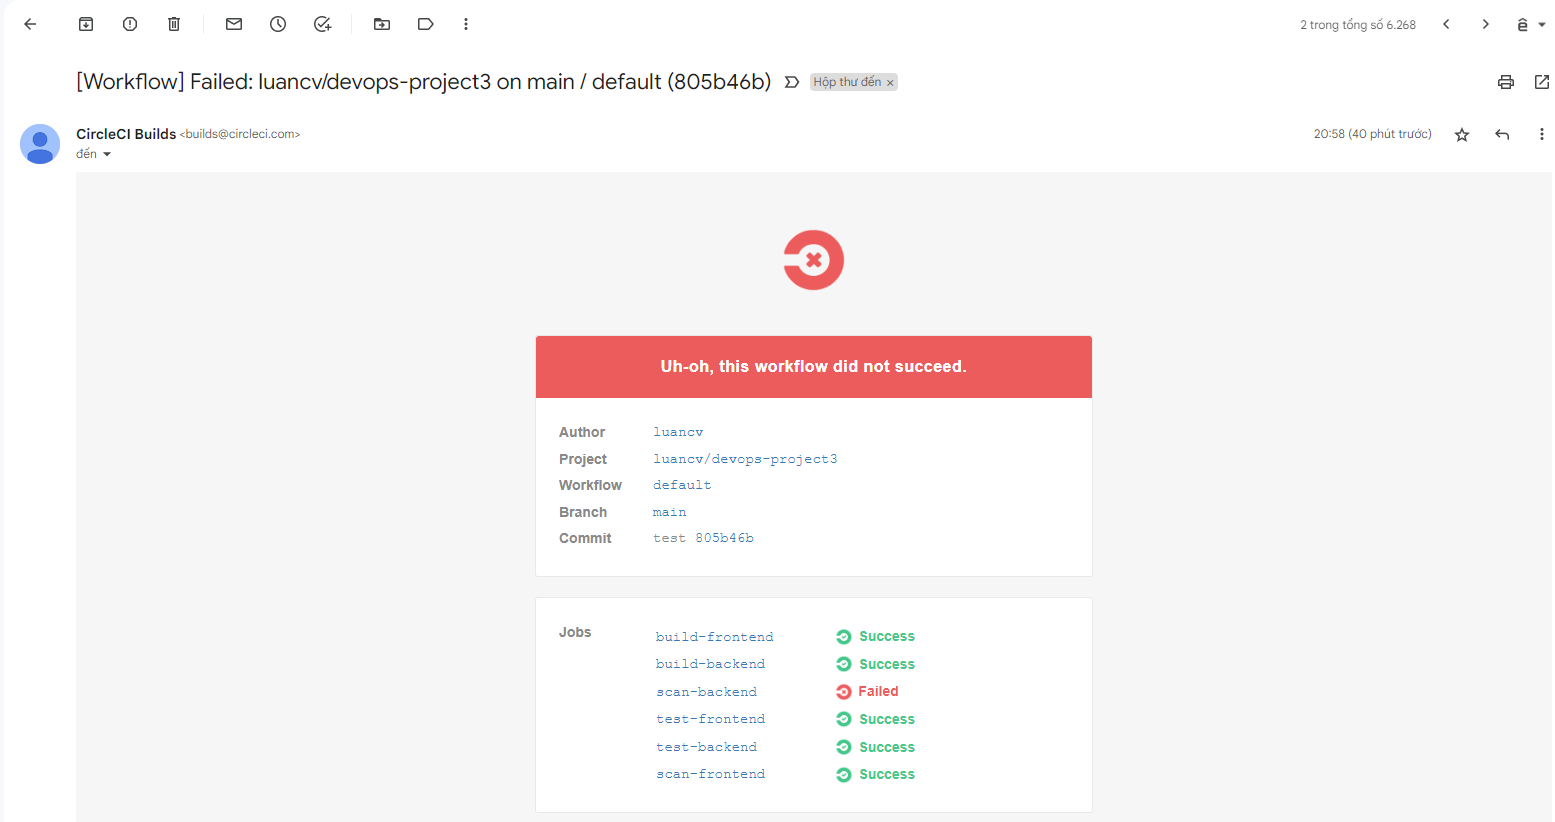 2 trong tổng số 6.268
ê
[Workflow] Failed: luancv/devops-project3 on main / default (805b46b)
Hộp thư đến ×
CircleCI Builds <builds@circleci.com>
20:58 (40 phút trước)
đến
Uh-oh, this workflow did not succeed.
Author luancv
Project luancv/devops-project3
Workflow default
Branch main
Commit test 805b46b
Jobs
build-frontend Success
build-backend Success
scan-backend Failed
test-frontend Success
test-backend Success
scan-frontend Success